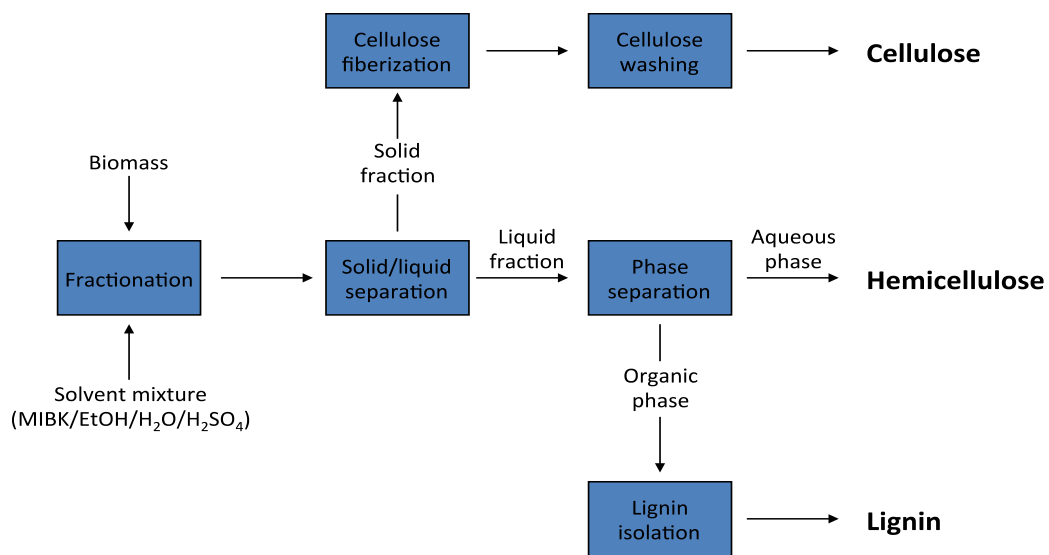 Cellulose
fiberization
Cellulose
washing
Cellulose
Solid
fraction
Biomass
Fractionation
Solid/liquid
separation
Liquid
fraction
Phase
separation
Aqueous
phase
Hemicellulose
Solvent mixture
(MIBK/EtOH/H₂O/H₂SO₄)
Organic
phase
Lignin
isolation
Lignin